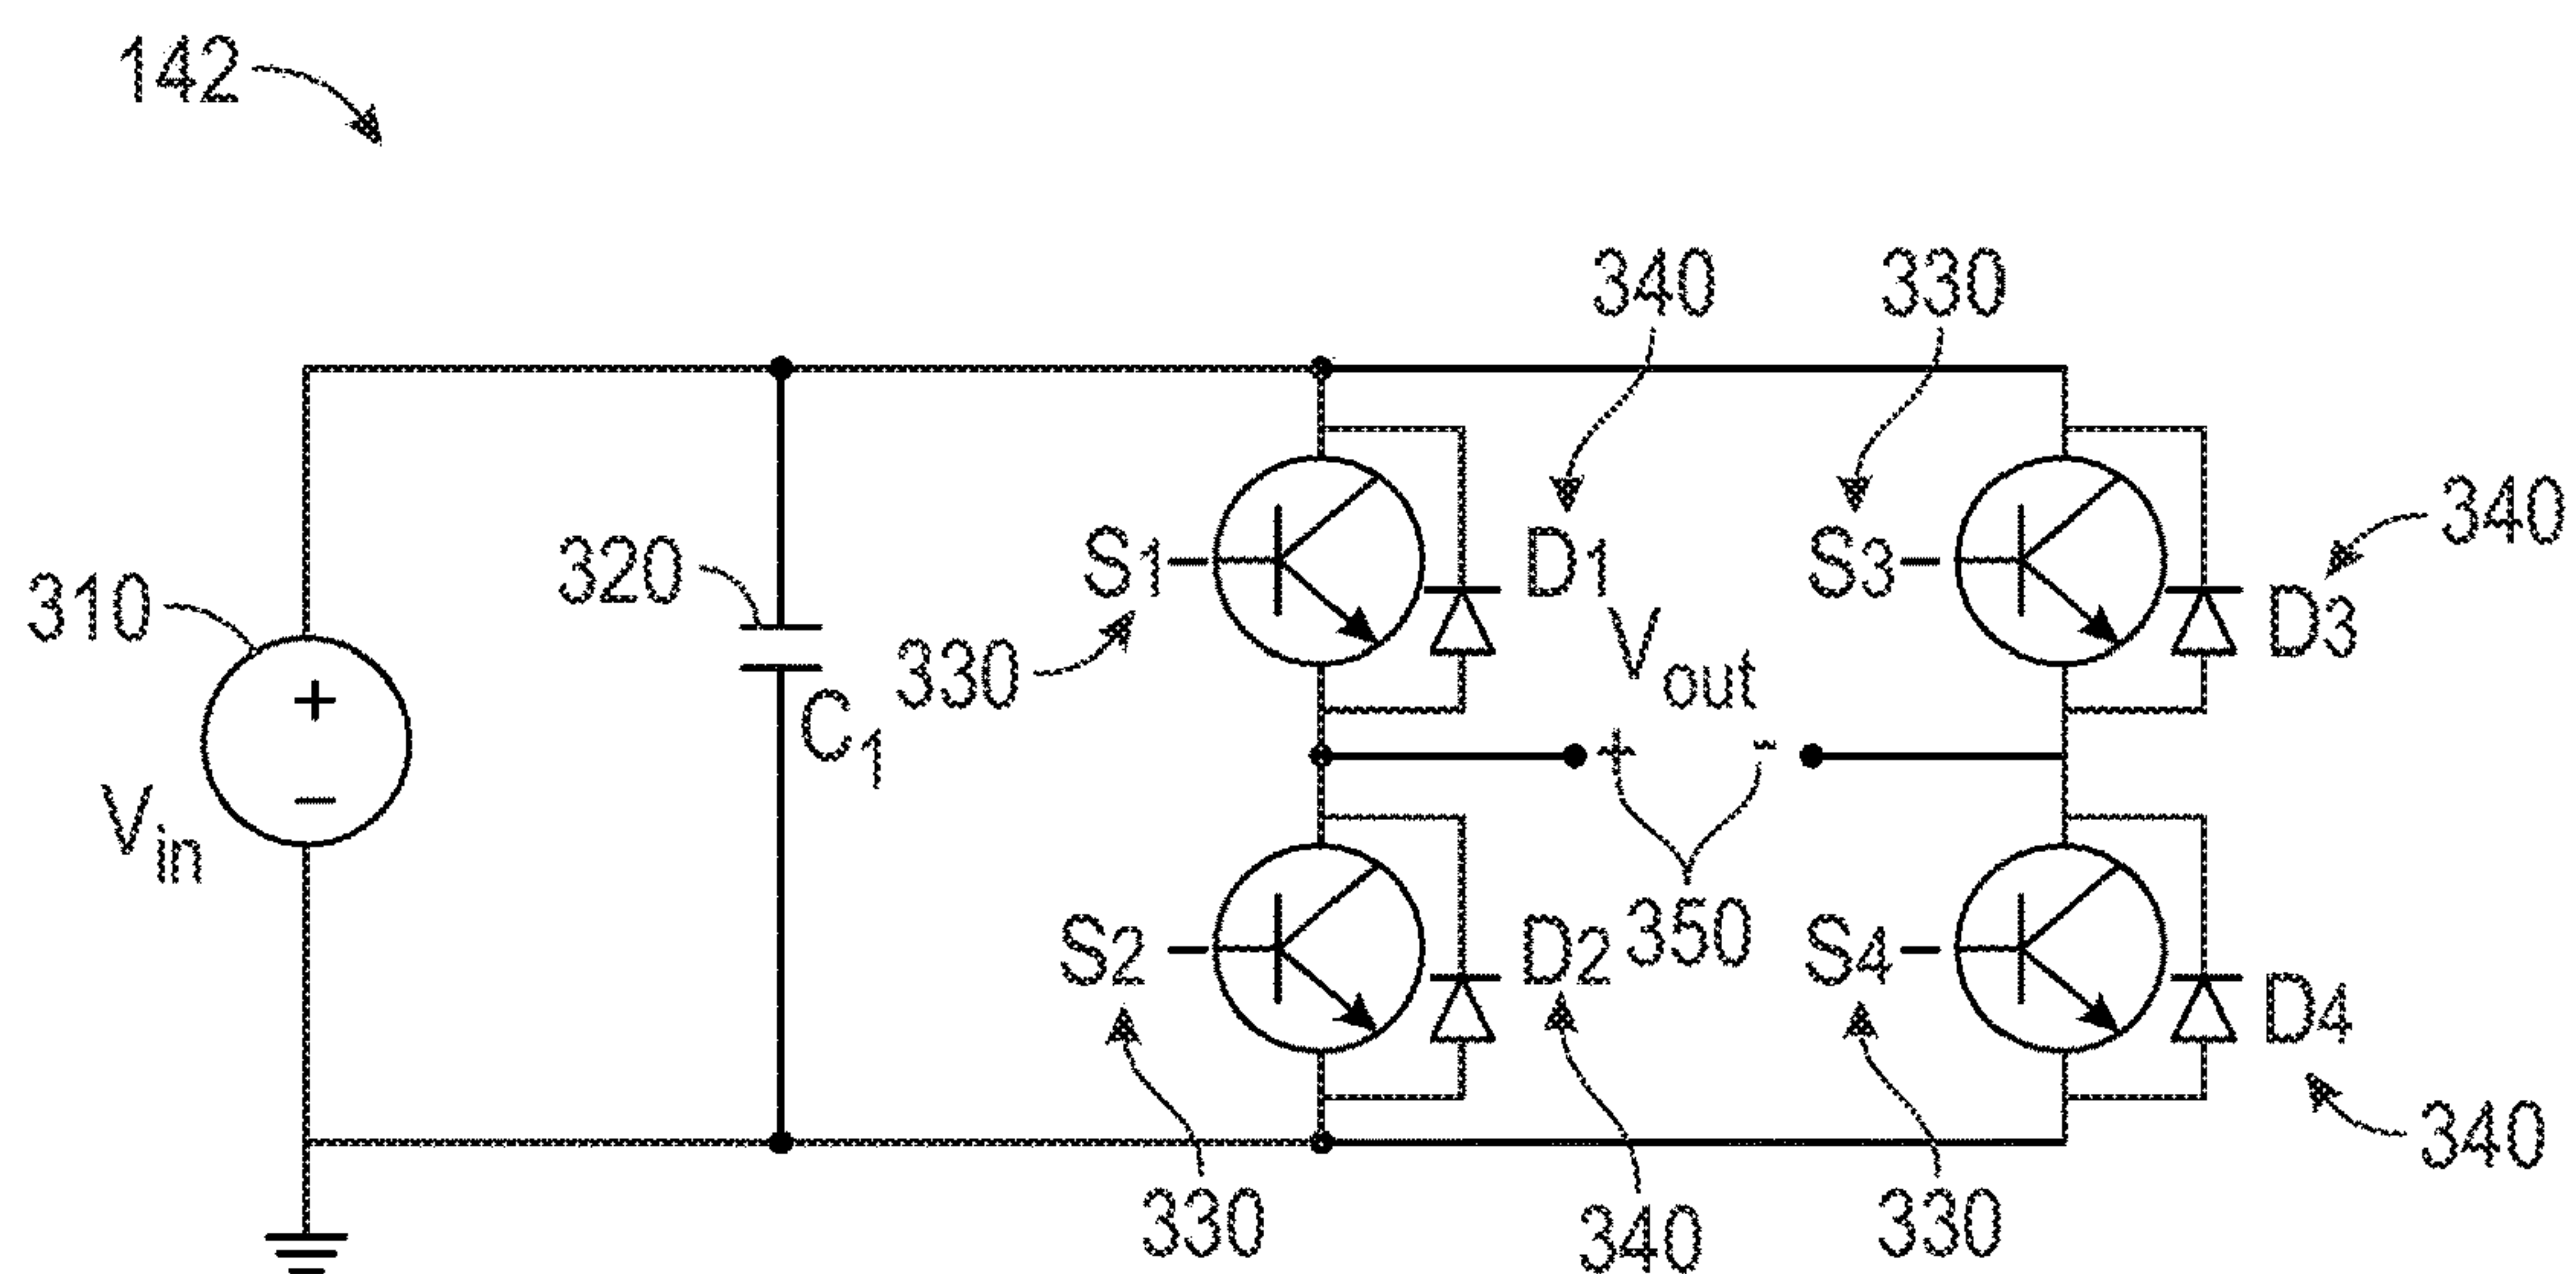 142
340 330
310 320 S1 D1 S3 340
330 Vout D3
+ C1
Vin − + -
S2 D2 350 S4 D4
330 340 330 340